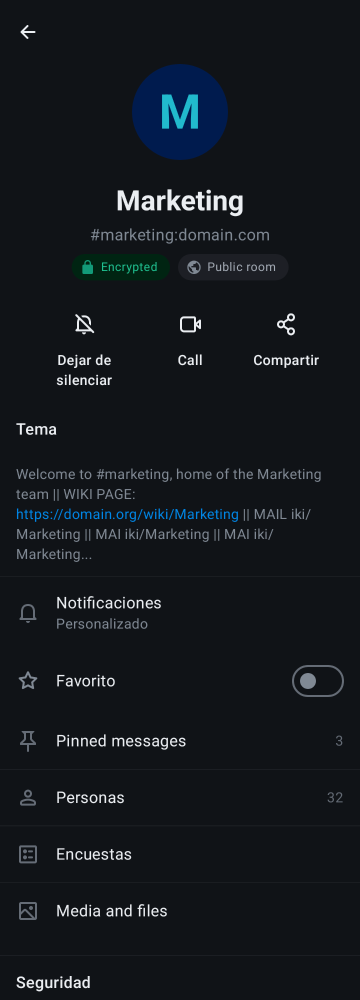 M
Marketing
#marketing:domain.com
Encrypted
Public room
Dejar de
silenciar
Call
Compartir
Tema
Welcome to #marketing, home of the Marketing
team || WIKI PAGE:
https://domain.org/wiki/Marketing || MAIL iki/
Marketing || MAI iki/Marketing || MAI iki/
Marketing...
Notificaciones
Personalizado
Favorito
Pinned messages
3
Personas
32
Encuestas
Media and files
Seguridad